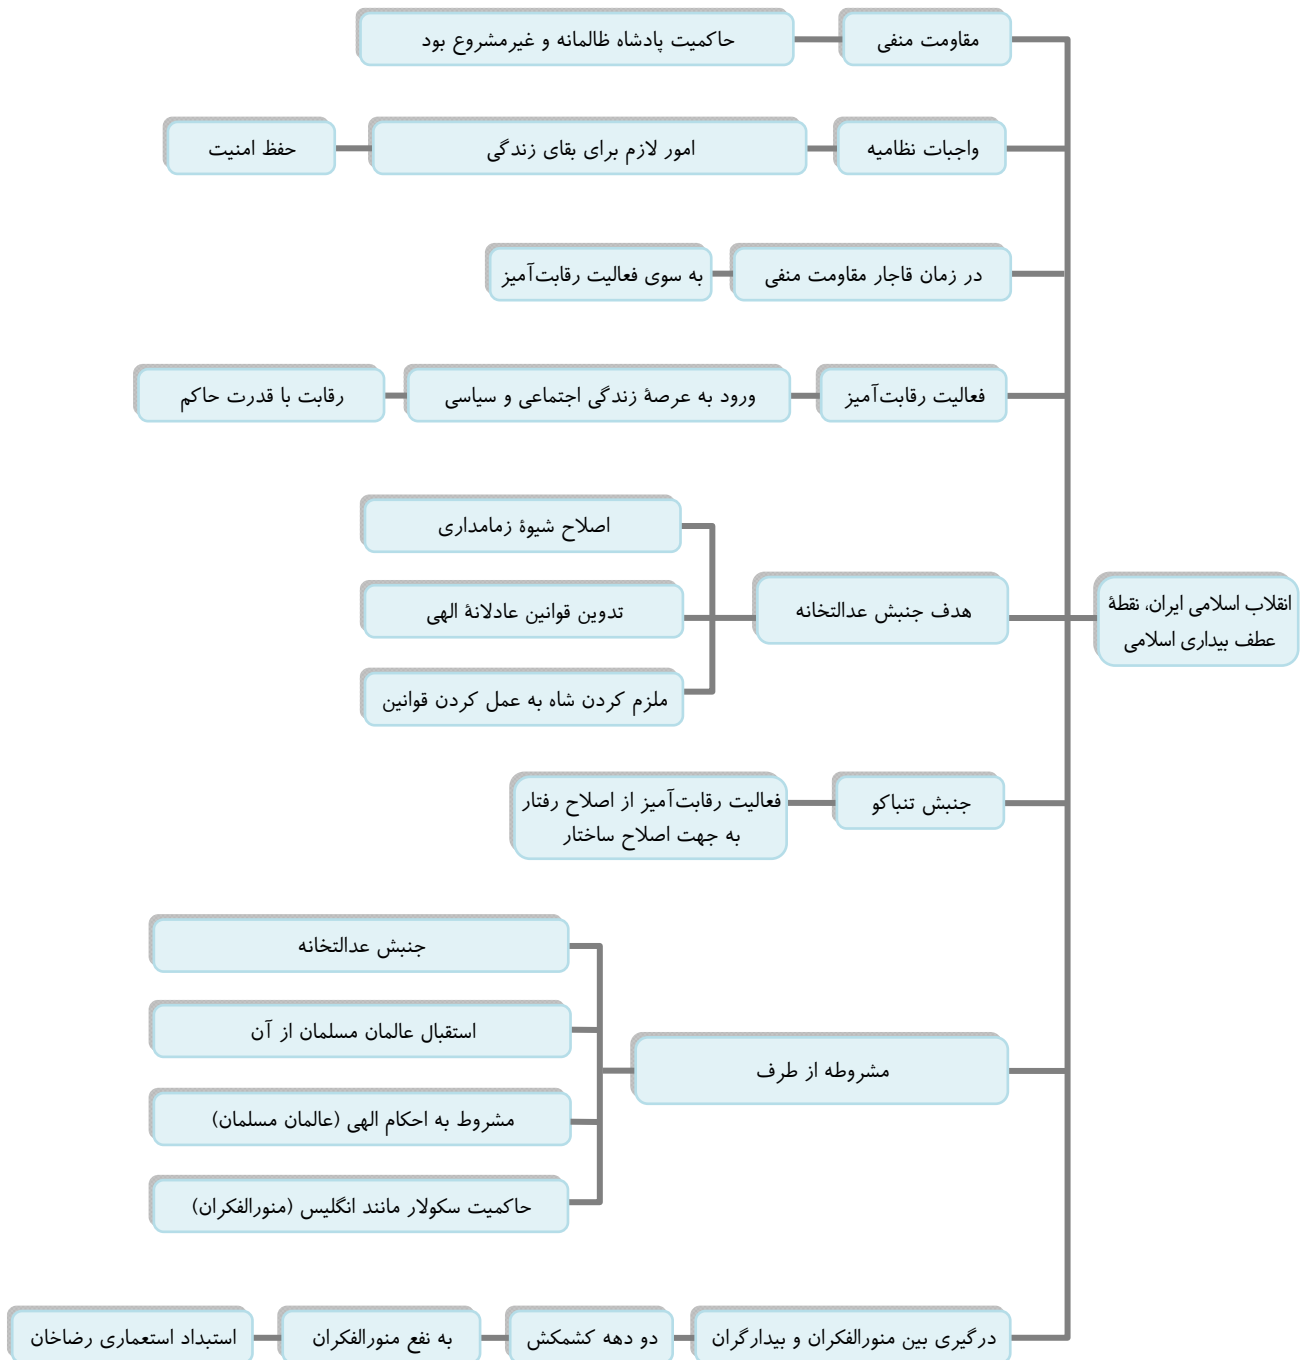 مقاومت منفی
حاکمیت پادشاه ظالمانه و غیرمشروع بود
واجبات نظامیه
امور لازم برای بقای زندگی
حفظ امنیت
در زمان قاجار مقاومت منفی
به سوی فعالیت رقابت‌آمیز
فعالیت رقابت‌آمیز
ورود به عرصهٔ زندگی اجتماعی و سیاسی
رقابت با قدرت حاکم
انقلاب اسلامی ایران، نقطهٔ
عطف بیداری اسلامی
هدف جنبش عدالتخانه
اصلاح شیوهٔ زمامداری
تدوین قوانین عادلانهٔ الهی
ملزم کردن شاه به عمل کردن قوانین
جنبش تنباکو
فعالیت رقابت‌آمیز از اصلاح رفتار
به جهت اصلاح ساختار
مشروطه از طرف
جنبش عدالتخانه
استقبال عالمان مسلمان از آن
مشروط به احکام الهی (عالمان مسلمان)
حاکمیت سکولار مانند انگلیس (منورالفکران)
درگیری بین منورالفکران و بیدارگران
دو دهه کشمکش
به نفع منورالفکران
استبداد استعماری رضاخان